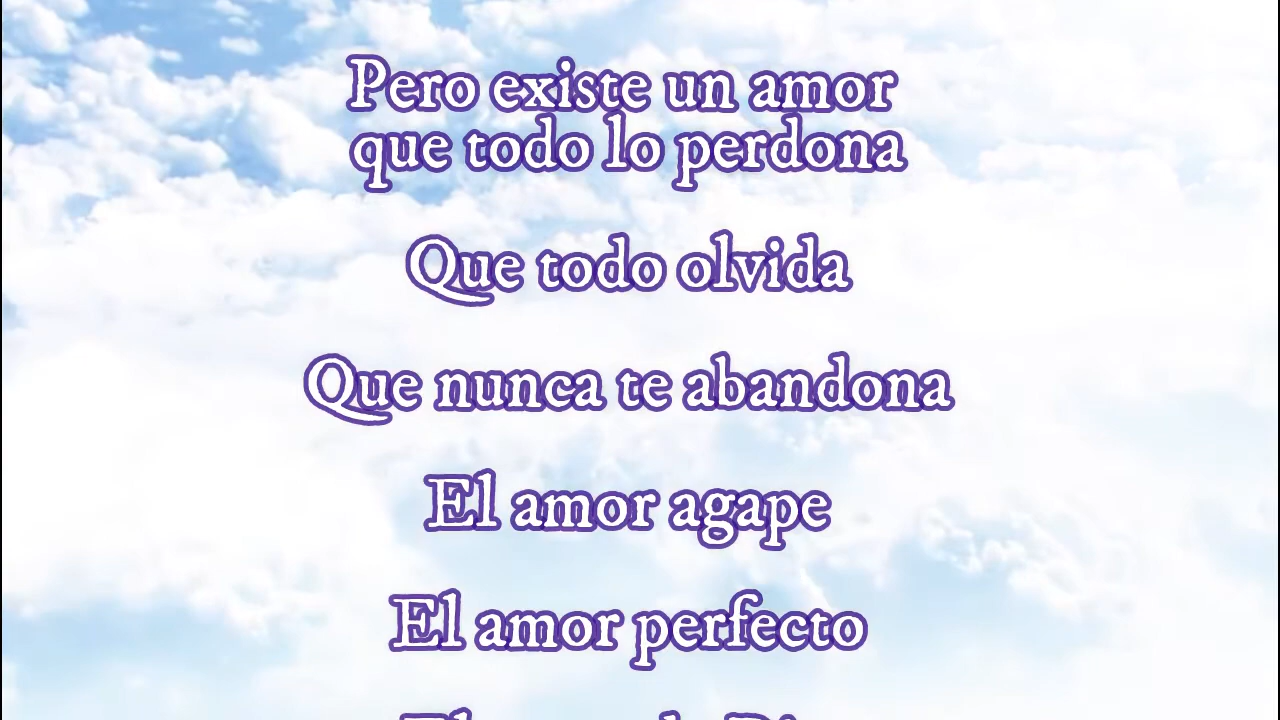 Pero existe un amor
que todo lo perdona
Que todo olvida
Que nunca te abandona
El amor agape
El amor perfecto